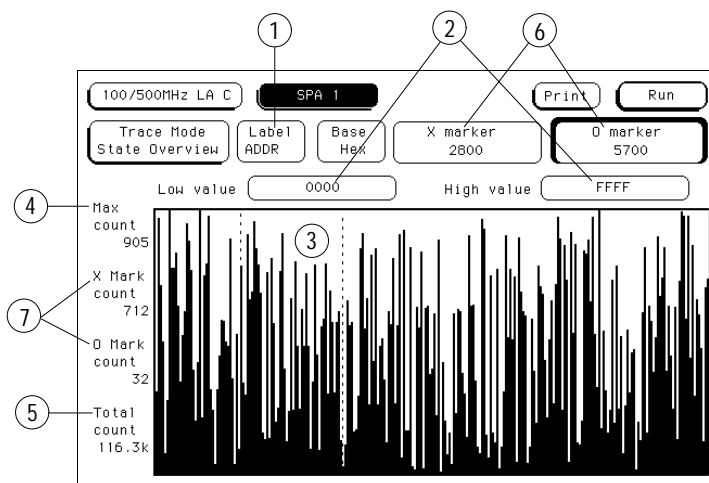 1
2
6
100/500MHz LA C
SPA 1
Print
Run
Trace Mode
State Overview
Label
ADDR
Base
Hex
X marker
2800
O marker
5700
Low value
0000
High value
FFFF
4
Max
count
905
3
X Mark
count
712
7
O Mark
count
32
5
Total
count
116.3k